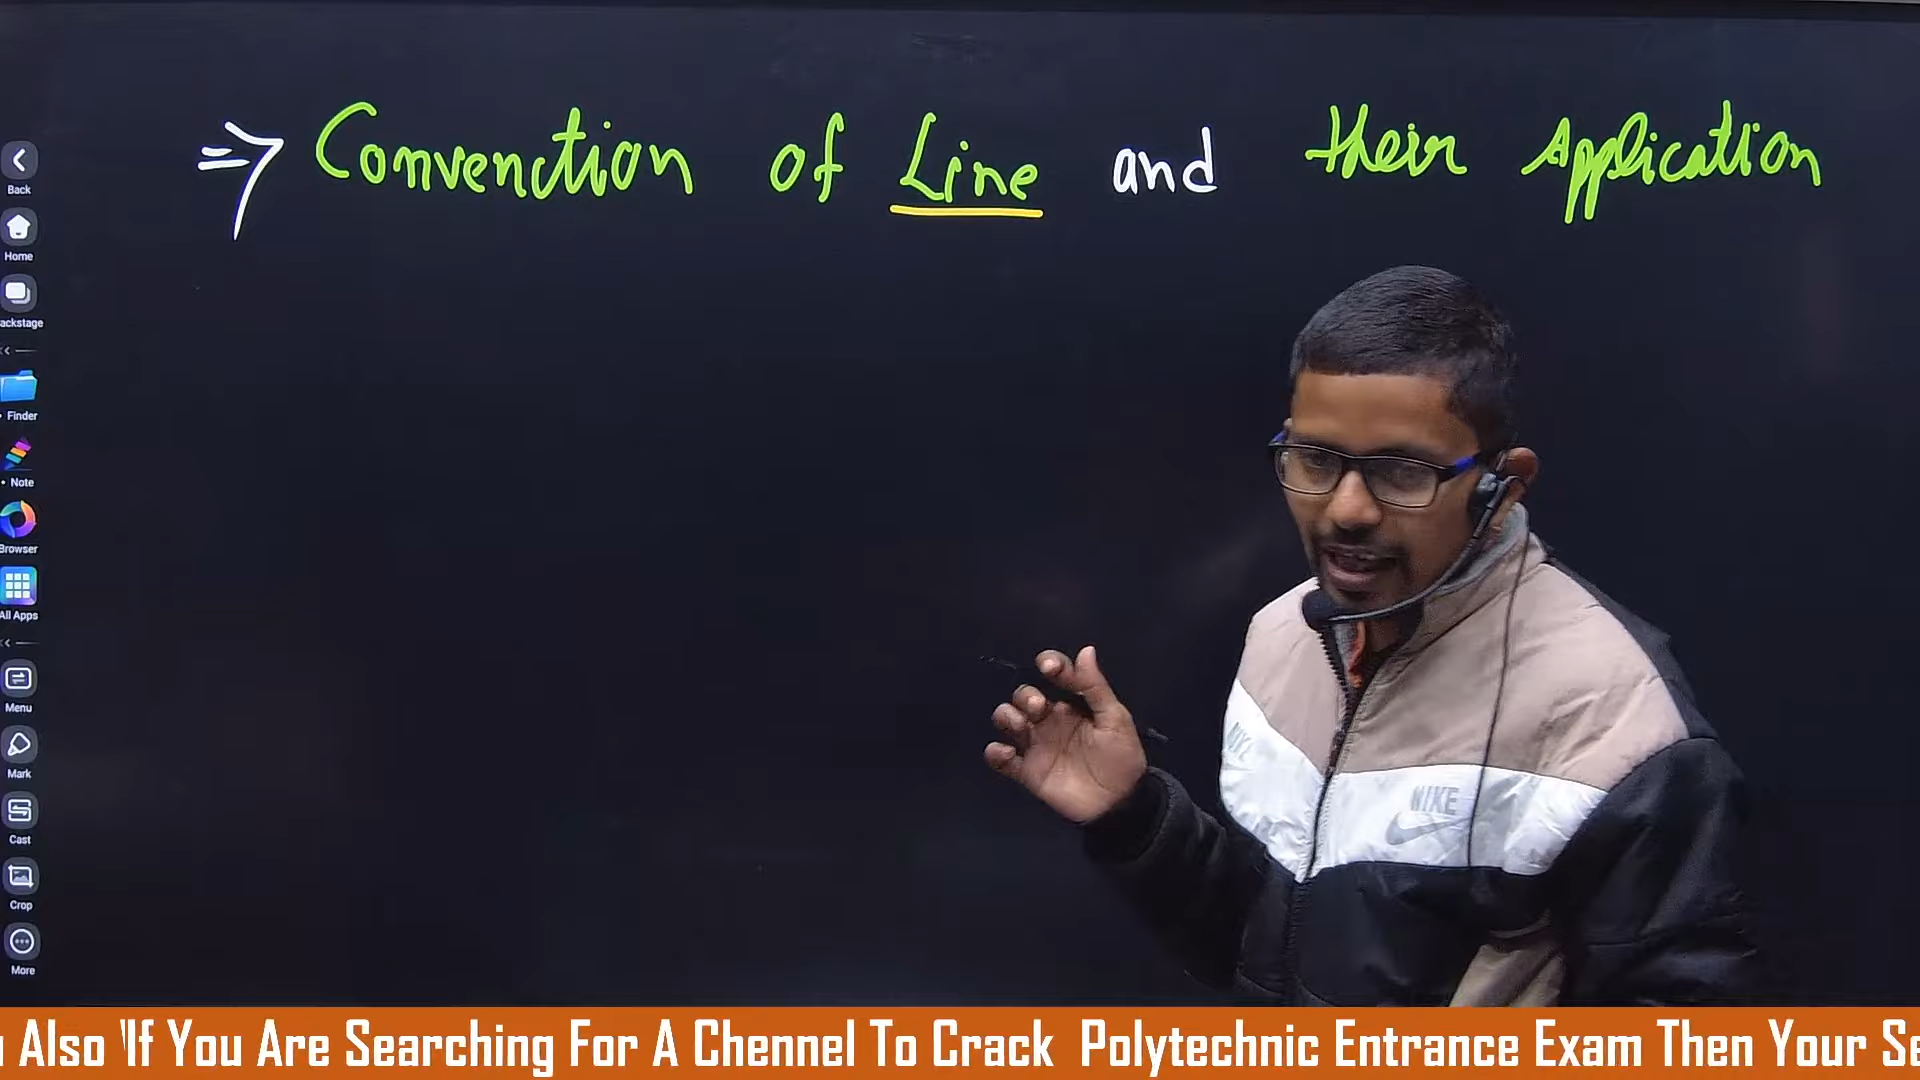 ⇒ Convenction of Line and their Application
Back
Home
ackstage
Finder
Note
Browser
All Apps
Menu
Mark
Cast
Crop
More
NIKE
Also If You Are Searching For A Chennel To Crack Polytechnic Entrance Exam Then Your Se